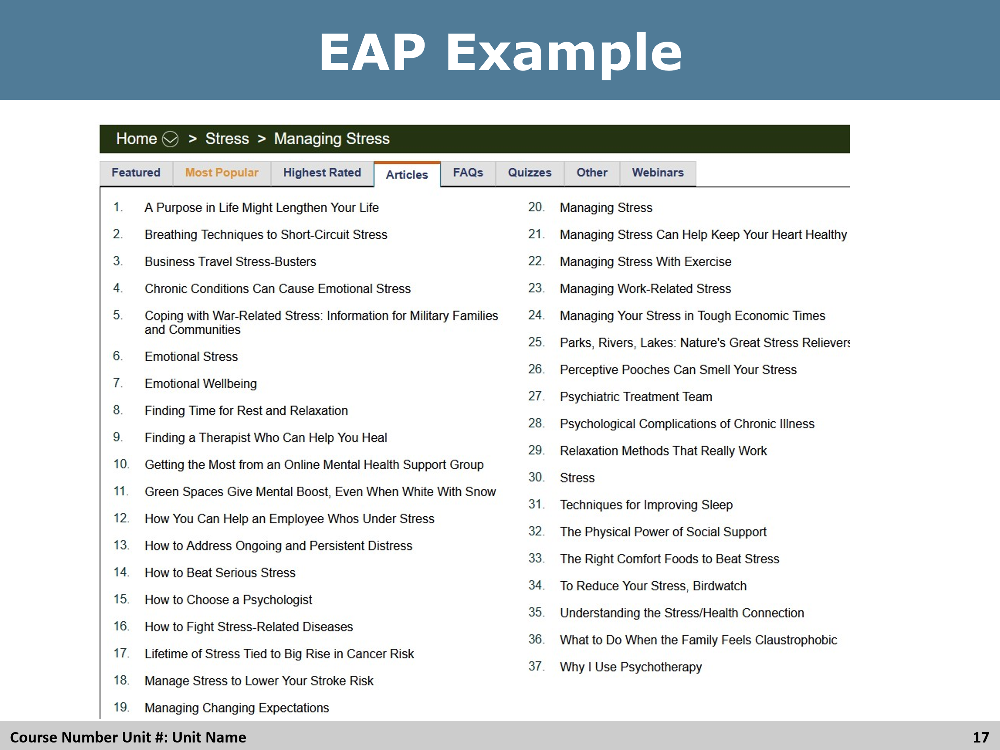 EAP Example
Home > Stress > Managing Stress
Featured Most Popular Highest Rated Articles FAQs Quizzes Other Webinars
1. A Purpose in Life Might Lengthen Your Life
2. Breathing Techniques to Short-Circuit Stress
3. Business Travel Stress-Busters
4. Chronic Conditions Can Cause Emotional Stress
5. Coping with War-Related Stress: Information for Military Families
and Communities
6. Emotional Stress
7. Emotional Wellbeing
8. Finding Time for Rest and Relaxation
9. Finding a Therapist Who Can Help You Heal
10. Getting the Most from an Online Mental Health Support Group
11. Green Spaces Give Mental Boost, Even When White With Snow
12. How You Can Help an Employee Whos Under Stress
13. How to Address Ongoing and Persistent Distress
14. How to Beat Serious Stress
15. How to Choose a Psychologist
16. How to Fight Stress-Related Diseases
17. Lifetime of Stress Tied to Big Rise in Cancer Risk
18. Manage Stress to Lower Your Stroke Risk
19. Managing Changing Expectations
20. Managing Stress
21. Managing Stress Can Help Keep Your Heart Healthy
22. Managing Stress With Exercise
23. Managing Work-Related Stress
24. Managing Your Stress in Tough Economic Times
25. Parks, Rivers, Lakes: Nature's Great Stress Relievers
26. Perceptive Pooches Can Smell Your Stress
27. Psychiatric Treatment Team
28. Psychological Complications of Chronic Illness
29. Relaxation Methods That Really Work
30. Stress
31. Techniques for Improving Sleep
32. The Physical Power of Social Support
33. The Right Comfort Foods to Beat Stress
34. To Reduce Your Stress, Birdwatch
35. Understanding the Stress/Health Connection
36. What to Do When the Family Feels Claustrophobic
37. Why I Use Psychotherapy
Course Number Unit #: Unit Name
17